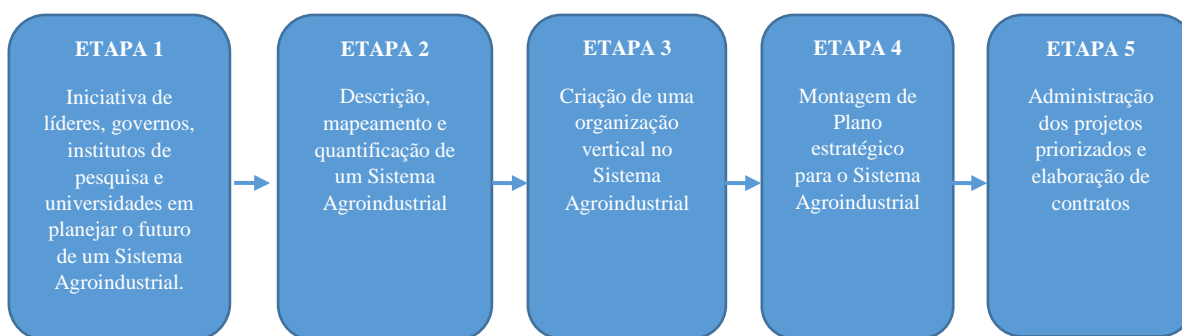 ETAPA 1
Iniciativa de
líderes, governos,
institutos de
pesquisa e
universidades em
planejar o futuro
de um Sistema
Agroindustrial.
ETAPA 2
Descrição,
mapeamento e
quantificação de
um Sistema
Agroindustrial
ETAPA 3
Criação de uma
organização
vertical no
Sistema
Agroindustrial
ETAPA 4
Montagem de
Plano
estratégico
para o Sistema
Agroindustrial
ETAPA 5
Administração
dos projetos
priorizados e
elaboração de
contratos